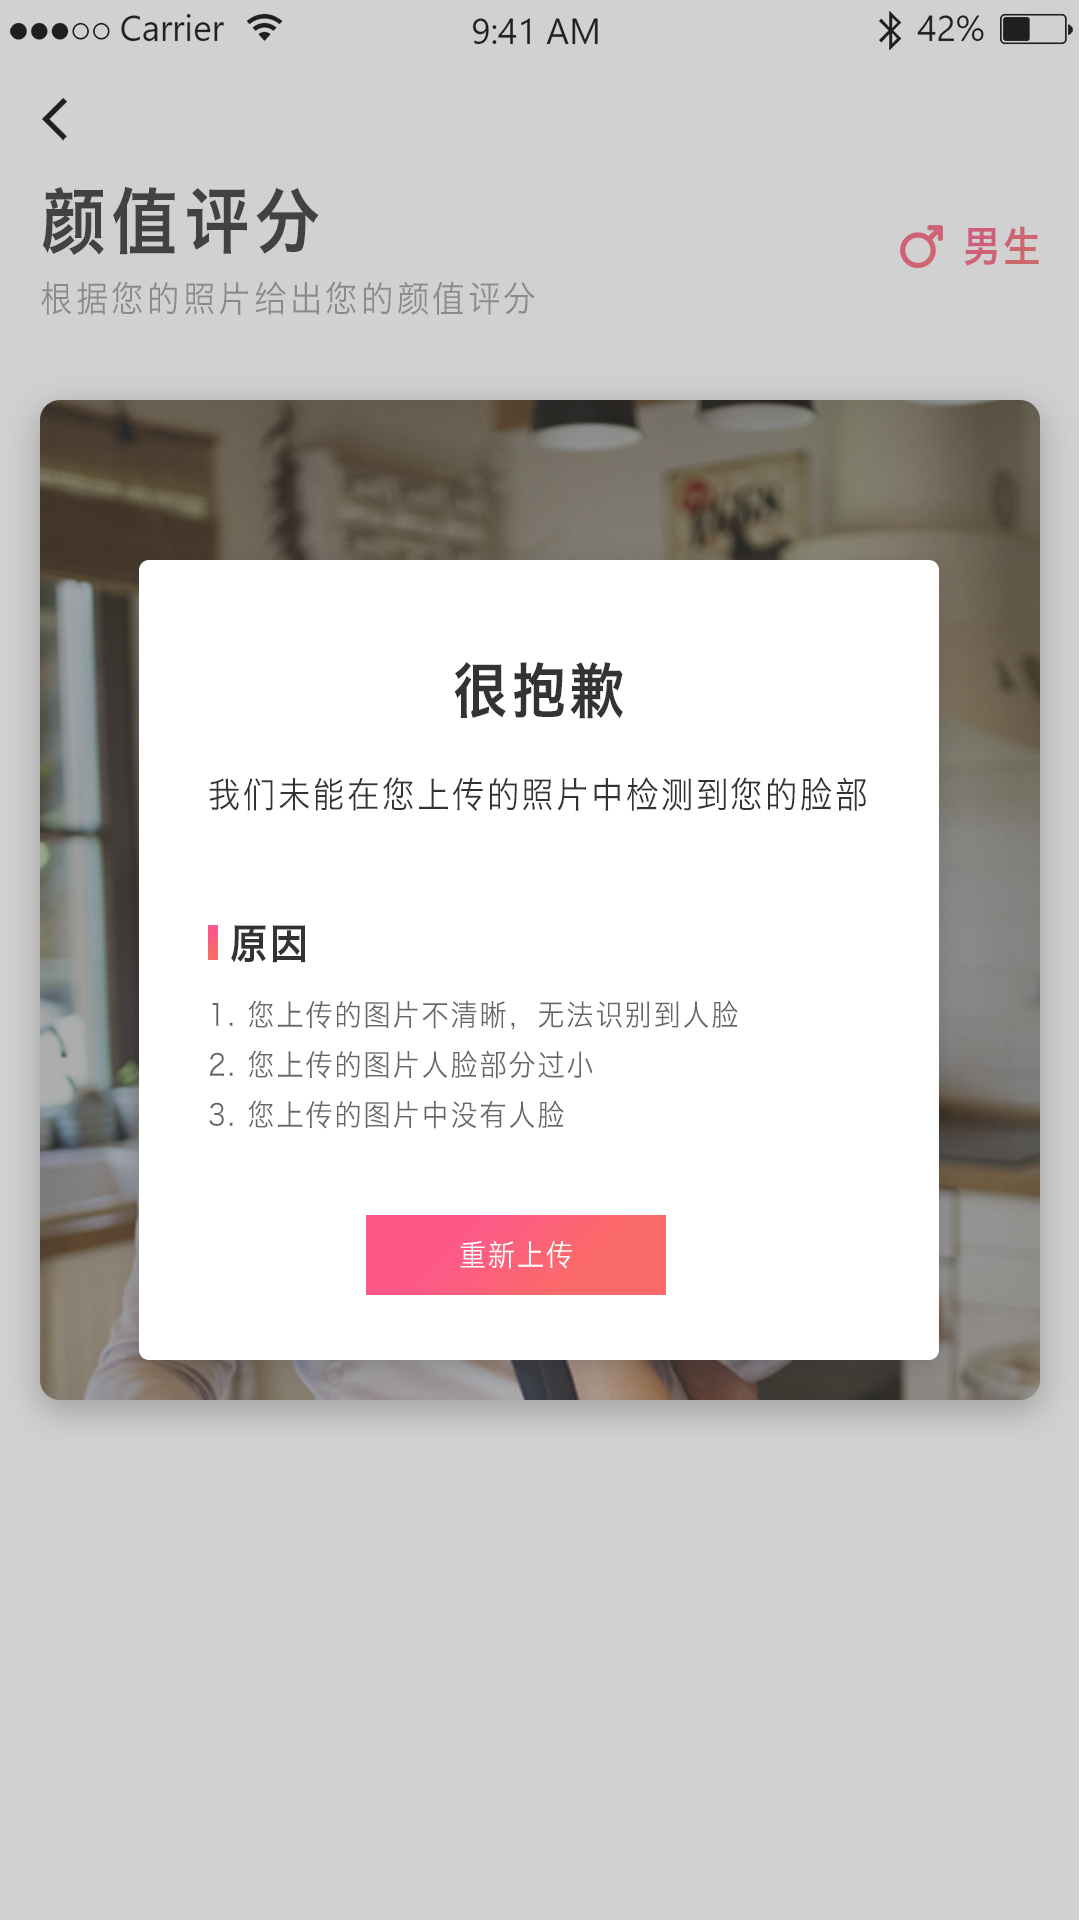 Carrier 9:41 AM 42%
颜值评分
男生
根据您的照片给出您的颜值评分
很抱歉
我们未能在您上传的照片中检测到您的脸部
原因
1. 您上传的图片不清晰，无法识别到人脸
2. 您上传的图片人脸部分过小
3. 您上传的图片中没有人脸
重新上传